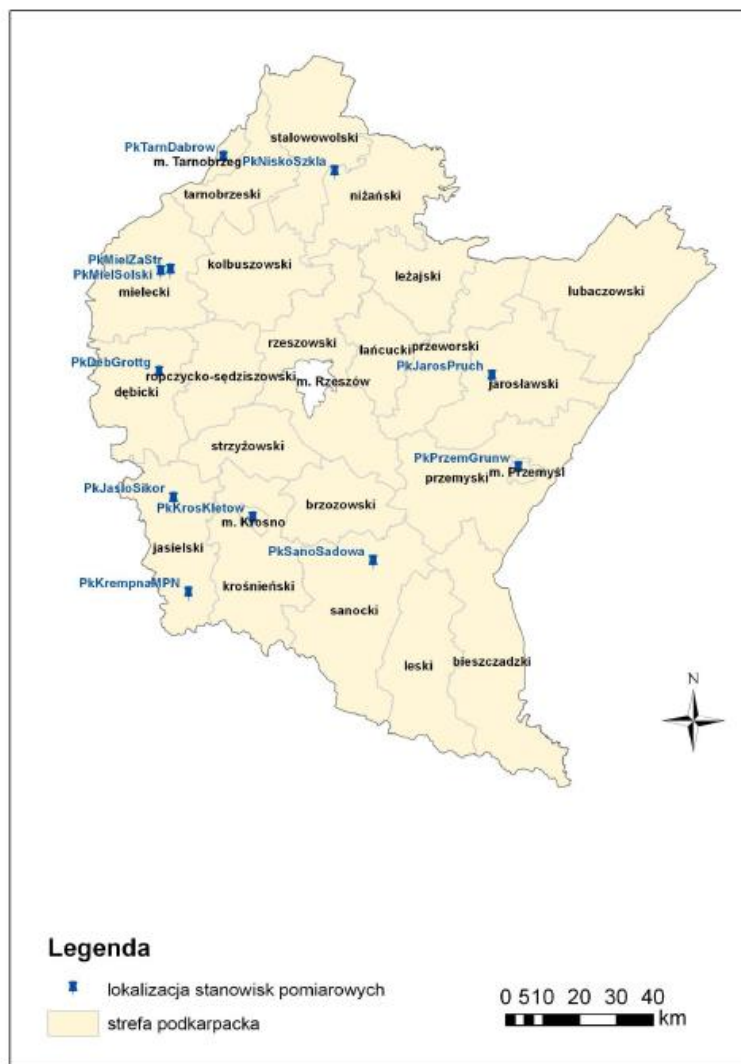 stalowowolski
PkTarnDabrow
m. Tarnobrzeg
PkNiskoSzkla
tarnobrzeski
niżański
PkMielZaStr
PkMielSolski
mielecki
kolbuszowski
leżajski
lubaczowski
rzeszowski
łańcucki
przeworski
PkDebGrottg
ropczycko-sędziszowski
m. Rzeszów
PkJarosPruch
jarosławski
dębicki
strzyżowski
PkPrzemGrunw
m. Przemyśl
przemyski
PkJasloSikor
PkKrosKletow
m. Krosno
brzozowski
jasielski
PkSanoSadowa
PkKrempnaMPN
krośnieński
sanocki
leski
bieszczadzki
N
Legenda
lokalizacja stanowisk pomiarowych
strefa podkarpacka
0 5 10 20 30 40
km